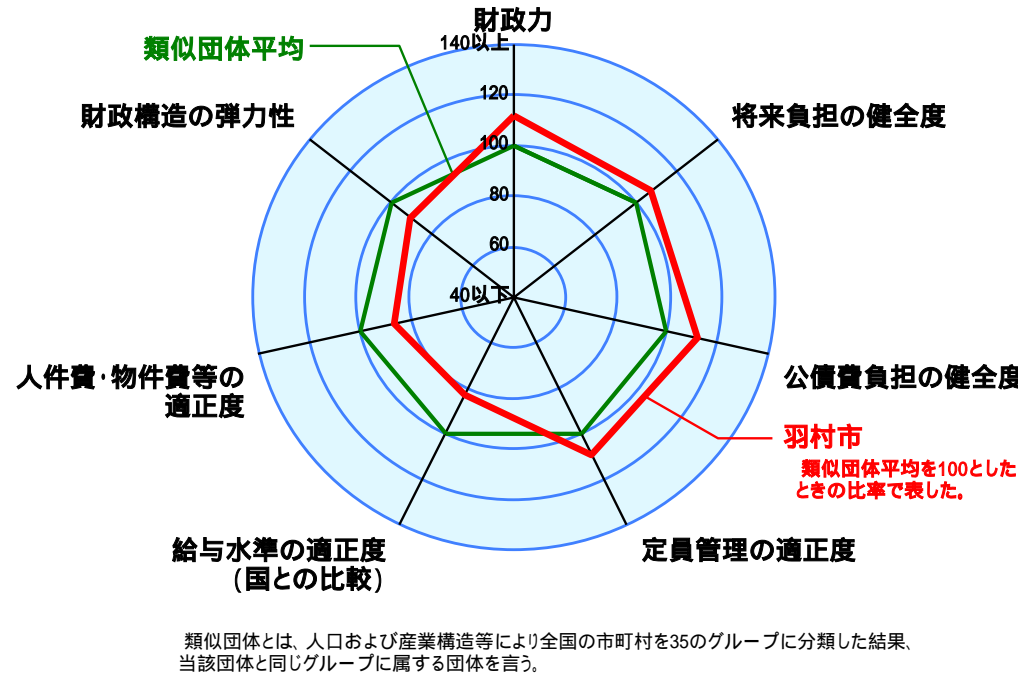 財政力
140以上
類似団体平均
120
財政構造の弾力性
将来負担の健全度
100
80
60
40以下
人件費・物件費等の
適正度
公債費負担の健全度
羽村市
類似団体平均を100とした
ときの比率で表した。
給与水準の適正度
(国との比較)
定員管理の適正度
類似団体とは、人口および産業構造等により全国の市町村を35のグループに分類した結果、
当該団体と同じグループに属する団体を言う。